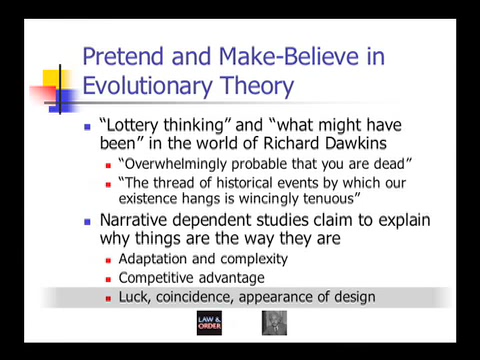 Pretend and Make-Believe in
Evolutionary Theory
“Lottery thinking” and “what might have
been” in the world of Richard Dawkins
“Overwhelmingly probable that you are dead”
“The thread of historical events by which our
existence hangs is wincingly tenuous”
Narrative dependent studies claim to explain
why things are the way they are
Adaptation and complexity
Competitive advantage
Luck, coincidence, appearance of design
LAW &
ORDER